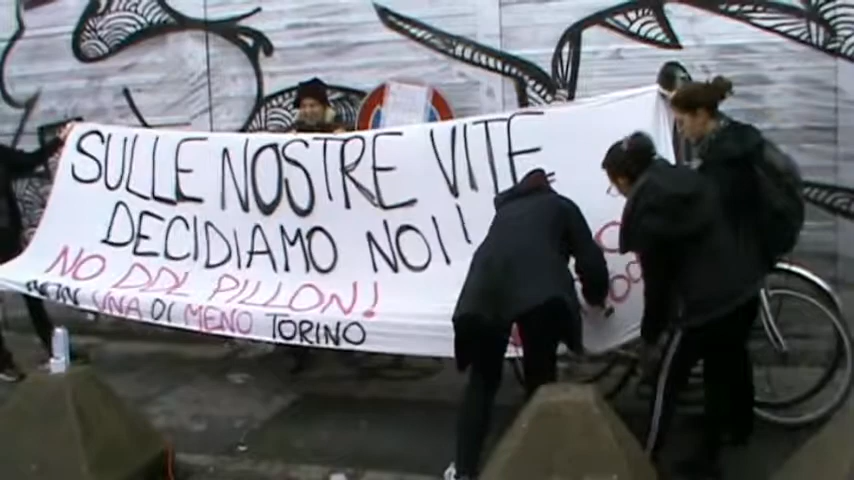 SULLE NOSTRE VITE
DECIDIAMO NOI!
NO DDL PILLON!
NON UNA DI MENO TORINO